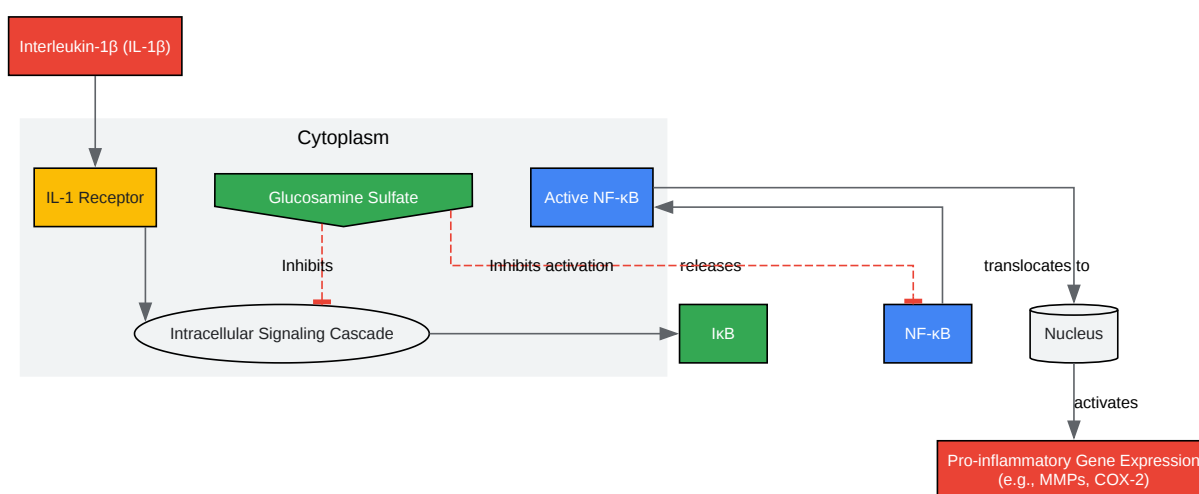 Interleukin-1β (IL-1β)
Cytoplasm
IL-1 Receptor
Glucosamine Sulfate
Active NF-κB
Inhibits
Inhibits activation
releases
translocates to
Intracellular Signaling Cascade
IκB
NF-κB
Nucleus
activates
Pro-inflammatory Gene Expression
(e.g., MMPs, COX-2)